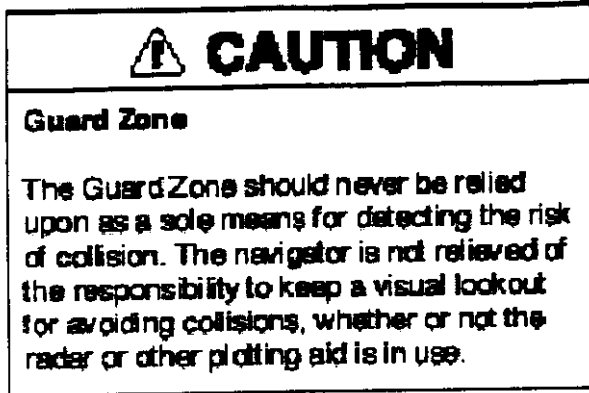 CAUTION
Guard Zone
The Guard Zone should never be relied
upon as a sole means for detecting the risk
of collision. The navigator is not relieved of
the responsibility to keep a visual lookout
for avoiding collisions, whether or not the
radar or other plotting aid is in use.